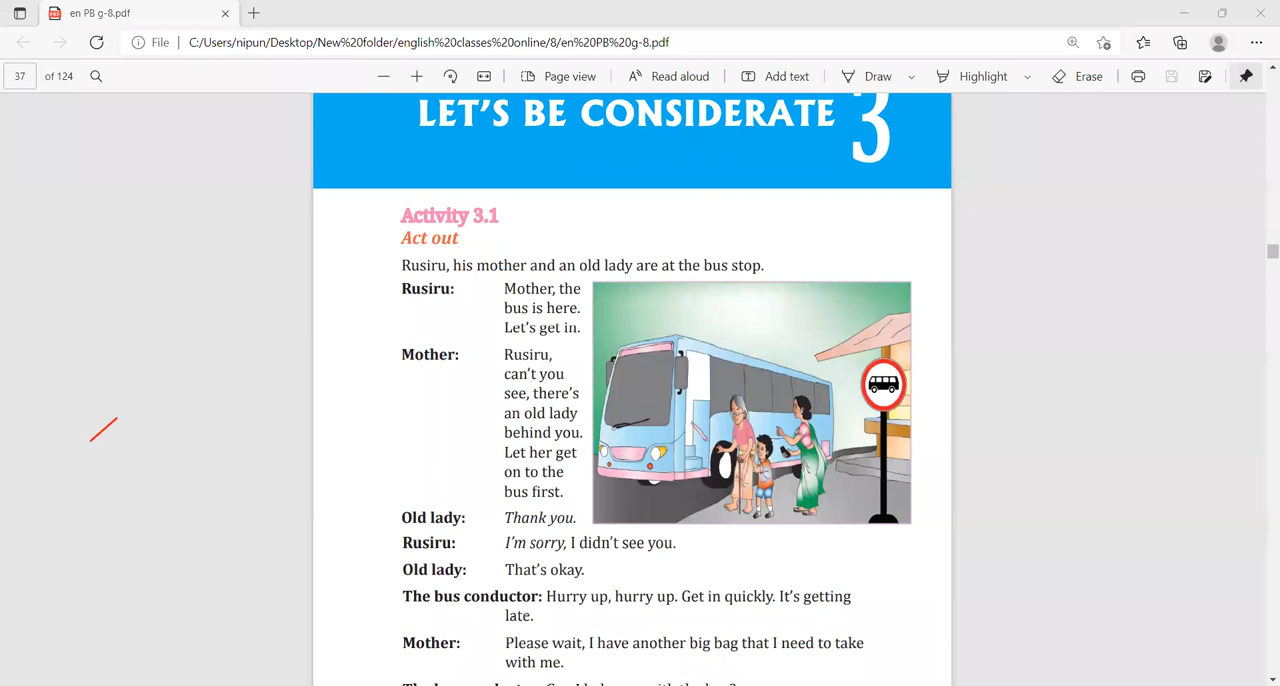 en PB g-8.pdf
File | C:/Users/nipun/Desktop/New%20folder/english%20classes%20online/8/en%20PB%20g-8.pdf
37 of 124 Page view Read aloud Add text Draw Highlight Erase
LET'S BE CONSIDERATE 3
Activity 3.1
Act out
Rusiru, his mother and an old lady are at the bus stop.
Rusiru: Mother, the
bus is here.
Let's get in.
Mother: Rusiru,
can't you
see, there's
an old lady
behind you.
Let her get
on to the
bus first.
Old lady: Thank you.
Rusiru: I'm sorry, I didn't see you.
Old lady: That's okay.
The bus conductor: Hurry up, hurry up. Get in quickly. It's getting
late.
Mother: Please wait, I have another big bag that I need to take
with me.